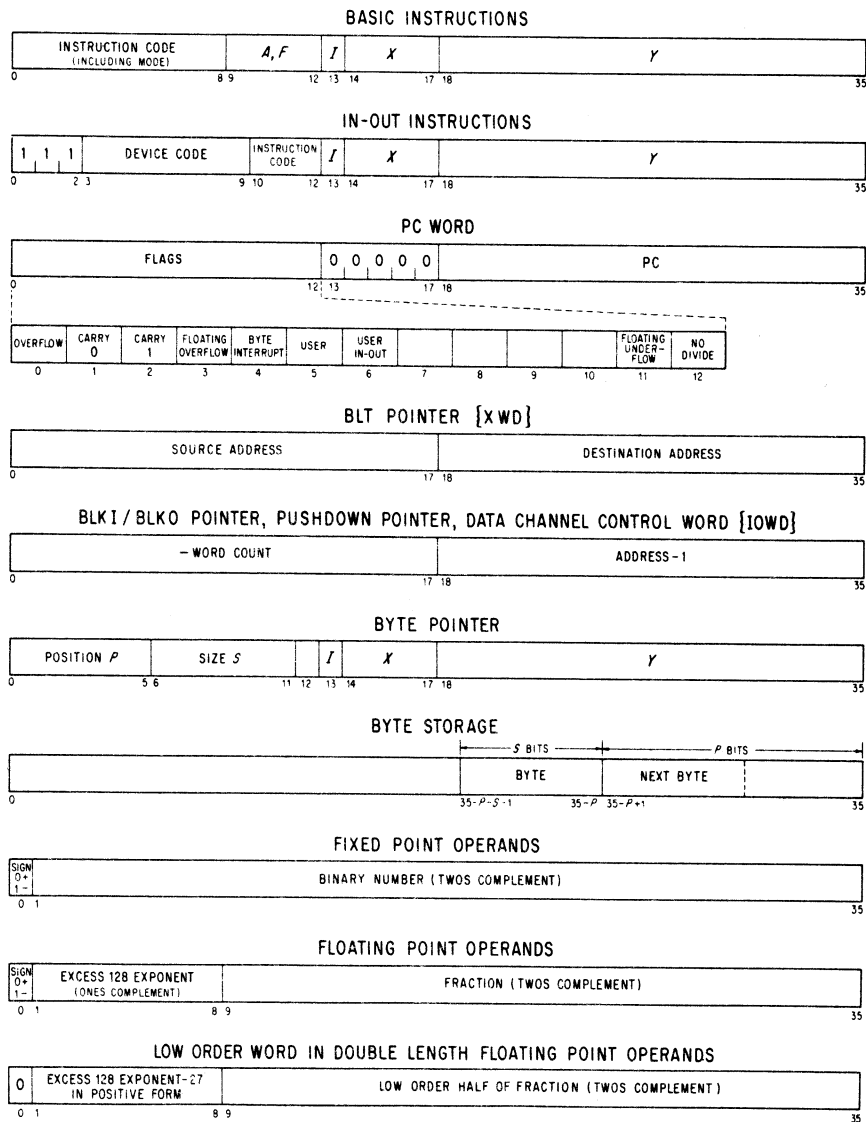 BASIC INSTRUCTIONS
INSTRUCTION CODE A,F I X Y
(INCLUDING MODE)
0 8 9 12 13 14 17 18 35
IN-OUT INSTRUCTIONS
1 1 1 DEVICE CODE INSTRUCTION CODE I X Y
0 2 3 9 10 12 13 14 17 18 35
PC WORD
FLAGS 0 0 0 0 0 PC
0 12 13 17 18 35
OVERFLOW CARRY 0 CARRY 1 FLOATING OVERFLOW BYTE INTERRUPT USER USER IN-OUT FLOATING UNDER-FLOW NO DIVIDE
0 1 2 3 4 5 6 7 8 9 10 11 12
BLT POINTER {XWD}
SOURCE ADDRESS DESTINATION ADDRESS
0 17 18 35
BLKI/BLKO POINTER, PUSHDOWN POINTER, DATA CHANNEL CONTROL WORD {IOWD}
-WORD COUNT ADDRESS-1
0 17 18 35
BYTE POINTER
POSITION P SIZE S I X Y
0 5 6 11 12 13 14 17 18 35
BYTE STORAGE
S BITS P BITS
BYTE NEXT BYTE
0 35-P-S-1 35-P 35-P+1 35
FIXED POINT OPERANDS
SIGN 0+ 1- BINARY NUMBER (TWOS COMPLEMENT)
0 1 35
FLOATING POINT OPERANDS
SIGN 0+ 1- EXCESS 128 EXPONENT (ONES COMPLEMENT) FRACTION (TWOS COMPLEMENT)
0 1 8 9 35
LOW ORDER WORD IN DOUBLE LENGTH FLOATING POINT OPERANDS
0 EXCESS 128 EXPONENT-27 IN POSITIVE FORM LOW ORDER HALF OF FRACTION (TWOS COMPLEMENT)
0 1 8 9 35